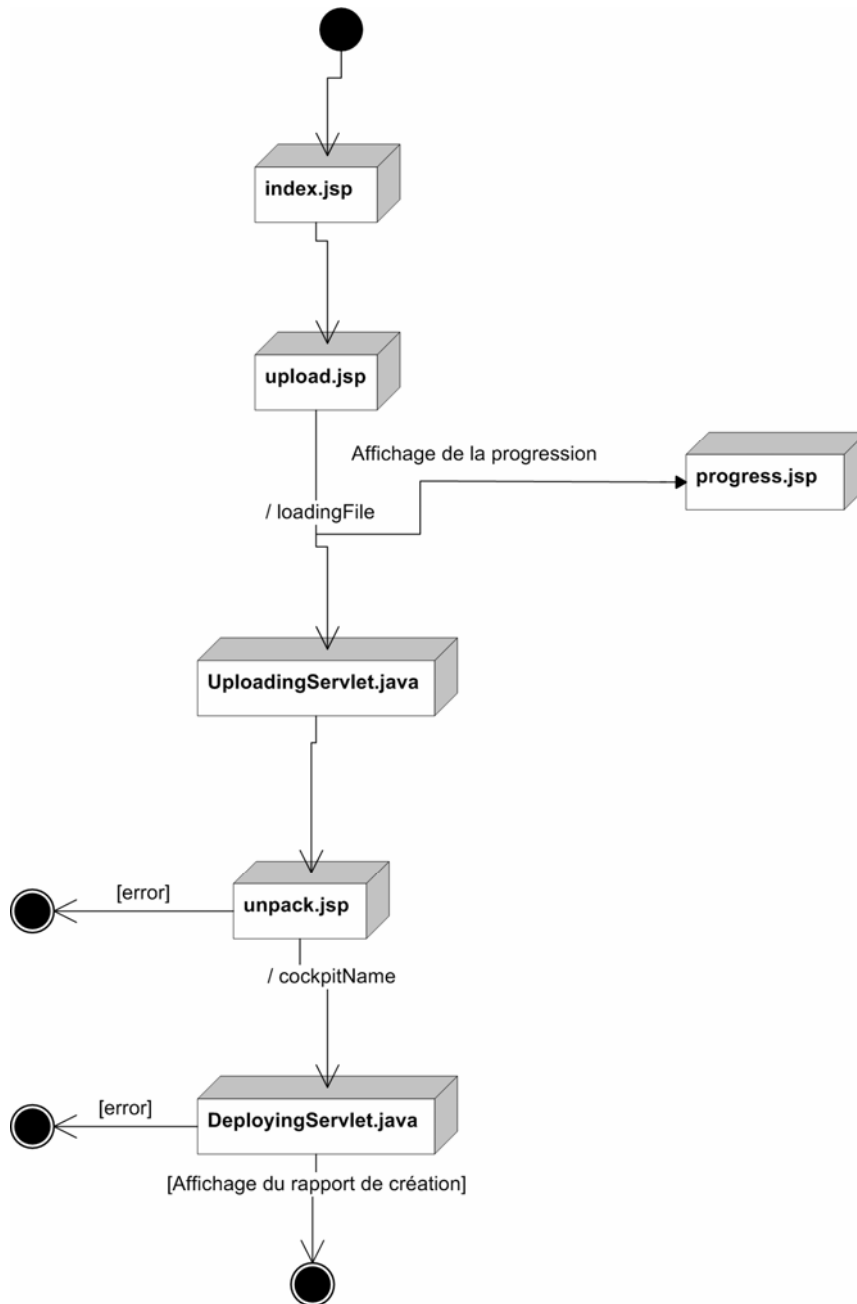 index.jsp
upload.jsp
Affichage de la progression
progress.jsp
/ loadingFile
UploadingServlet.java
[error]
unpack.jsp
/ cockpitName
[error]
DeployingServlet.java
[Affichage du rapport de création]